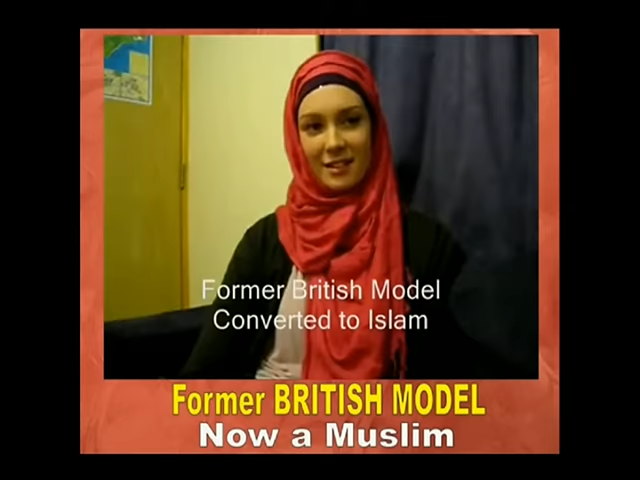 Former British Model
Converted to Islam
Former BRITISH MODEL
Now a Muslim